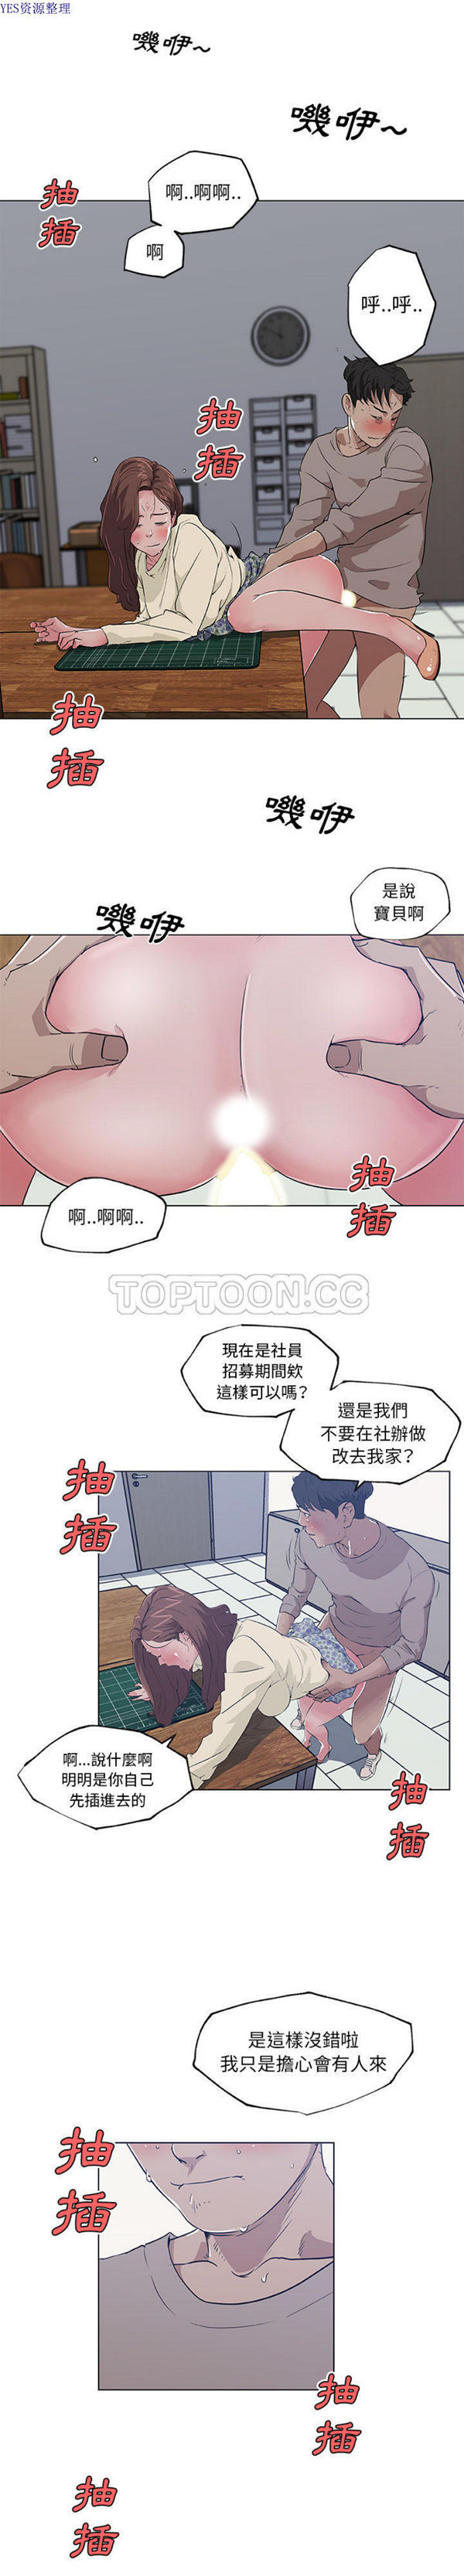 YES资源整理
嘰咿~
嘰咿~
抽
插
啊..啊啊..
啊
呼..呼..
抽
插
抽
插
嘰咿
是說
寶貝啊
嘰咿
抽
插
啊..啊啊..
TOPTOON.CC
現在是社員
招募期間欸
這樣可以嗎？
還是我們
不要在社辦做
改去我家？
抽
插
啊...說什麼啊
明明是你自己
先插進去的
抽
插
是這樣沒錯啦
我只是擔心會有人來
抽
插
抽
插
抽
插